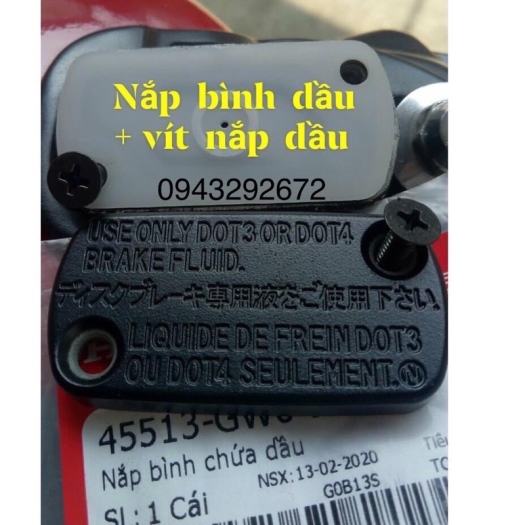 Nắp bình dầu
+ vít nắp dầu
0943292672
USE ONLY DOT3 OR DOT4
BRAKE FLUID.
ディスクブレーキ専用液をご使用下さい.
LIQUIDE DE FREIN DOT3
OU DOT4 SEULEMENT. N
45513-GW0
Nắp bình chứa dầu
NSX: 13-02-2020
G0B13S
SL: 1 Cái